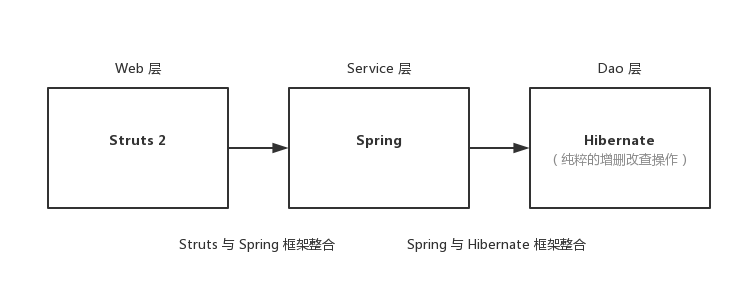 Web 层
Service 层
Dao 层
Struts 2
Spring
Hibernate
（纯粹的增删改查操作）
Struts 与 Spring 框架整合
Spring 与 Hibernate 框架整合